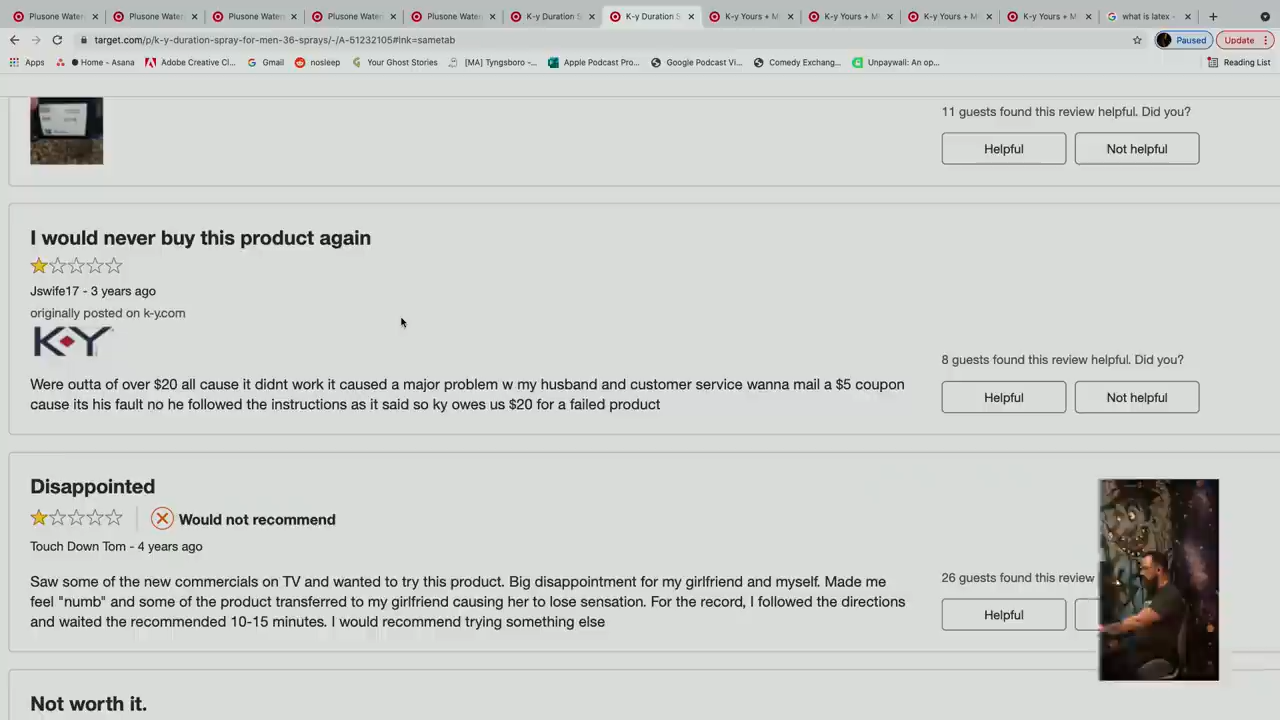 Plusone Water
Plusone Water
Plusone Water
Plusone Water
Plusone Water
K-y Duration S
K-y Duration S
K-y Yours + M
K-y Yours + M
K-y Yours + M
K-y Yours + M
what is latex -
target.com/p/k-y-duration-spray-for-men-36-sprays/-/A-51232105#lnk=sametab
Paused
Update
Apps
Home - Asana
Adobe Creative Cl...
Gmail
nosleep
Your Ghost Stories
[MA] Tyngsboro -...
Apple Podcast Pro...
Google Podcast Vi...
Comedy Exchang...
Unpaywall: An op...
Reading List
11 guests found this review helpful. Did you?
Helpful
Not helpful
I would never buy this product again
Jswife17 - 3 years ago
originally posted on k-y.com
K-Y
Were outta of over $20 all cause it didnt work it caused a major problem w my husband and customer service wanna mail a $5 coupon
cause its his fault no he followed the instructions as it said so ky owes us $20 for a failed product
8 guests found this review helpful. Did you?
Helpful
Not helpful
Disappointed
Would not recommend
Touch Down Tom - 4 years ago
Saw some of the new commercials on TV and wanted to try this product. Big disappointment for my girlfriend and myself. Made me
feel "numb" and some of the product transferred to my girlfriend causing her to lose sensation. For the record, I followed the directions
and waited the recommended 10-15 minutes. I would recommend trying something else
26 guests found this review
Helpful
Not worth it.